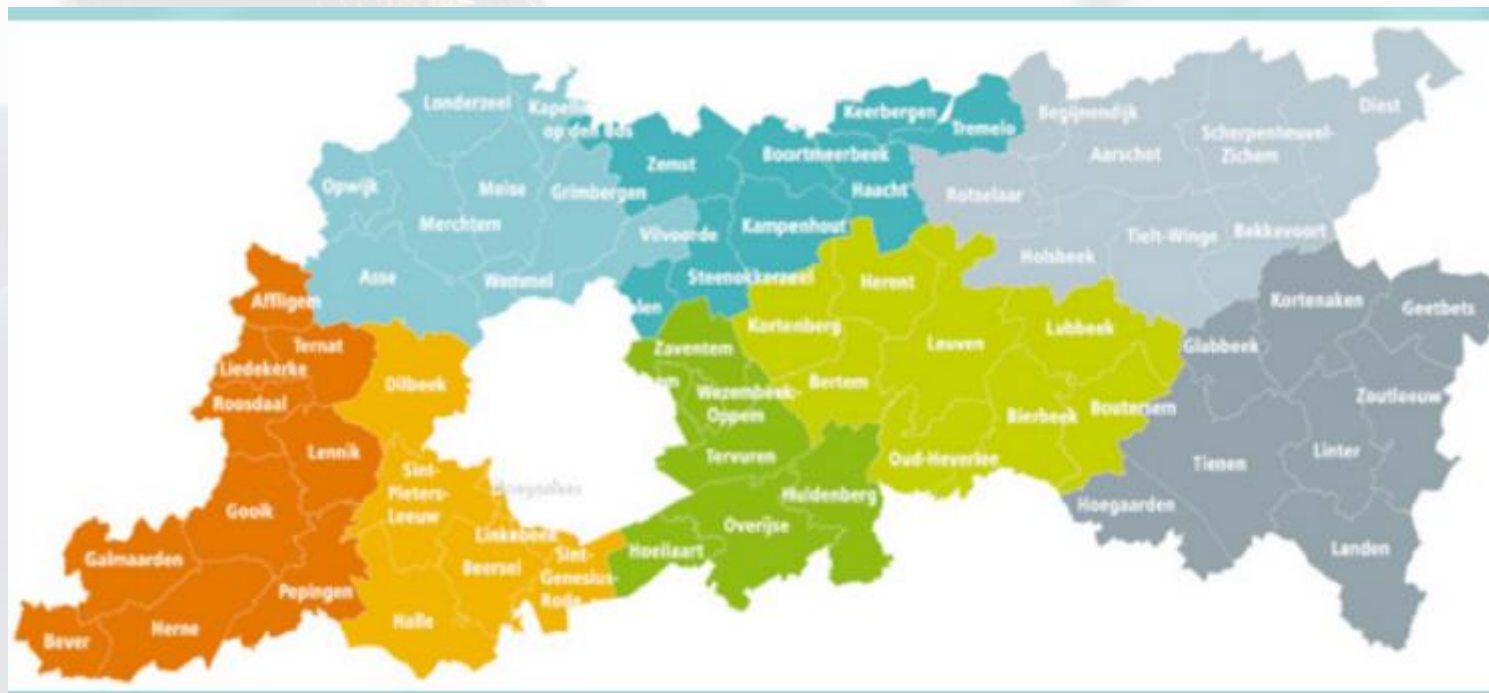 Londerzeel
Kapelle
op den Bos
Opwijk
Meise
Grimbergen
Merchtem
Vilvoorde
Asse
Wemmel
Zemst
Boortmeerbeek
Keerbergen
Tremelo
Haacht
Kampenhout
Steenokkerzeel
Begijnendijk
Aarschot
Scherpenheuvel-
Zichem
Diest
Rotselaar
Holsbeek
Tielt-Winge
Bekkevoort
Affligem
Ternat
Liedekerke
Roosdaal
Lennik
Gooik
Galmaarden
Pepingen
Herne
Bever
Dilbeek
Sint-
Pieters-
Leeuw
Linkebeek
Beersel
Sint-
Genesius-
Rode
Halle
Zaventem
Wezembeek-
Oppem
Tervuren
Huldenberg
Overijse
Hoeilaart
Kortenberg
Herent
Leuven
Lubbeek
Bertem
Bierbeek
Boutersem
Oud-Heverlee
Kortenaken
Geetbets
Glabbeek
Zoutleeuw
Linter
Tienen
Hoegaarden
Landen